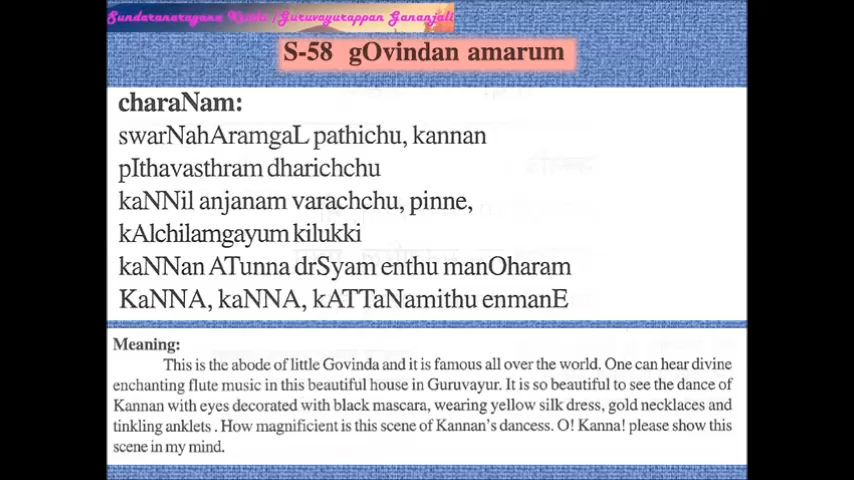 Sundaranarayana Krithi /Guruvayurappan Gananjali
S-58 gOvindan amarum
charaNam:
swarNahAramgaL pathichu, kannan
pIthavasthram dharichchu
kaNNil anjanam varachchu, pinne,
kAlchilamgayum kilukki
kaNNan ATunna drSyam enthu manOharam
KaNNA, kaNNA, kATTaNamithu enmanE
Meaning:
This is the abode of little Govinda and it is famous all over the world. One can hear divine
enchanting flute music in this beautiful house in Guruvayur. It is so beautiful to see the dance of
Kannan with eyes decorated with black mascara, wearing yellow silk dress, gold necklaces and
tinkling anklets . How magnificient is this scene of Kannan's dancess. O! Kanna! please show this
scene in my mind.